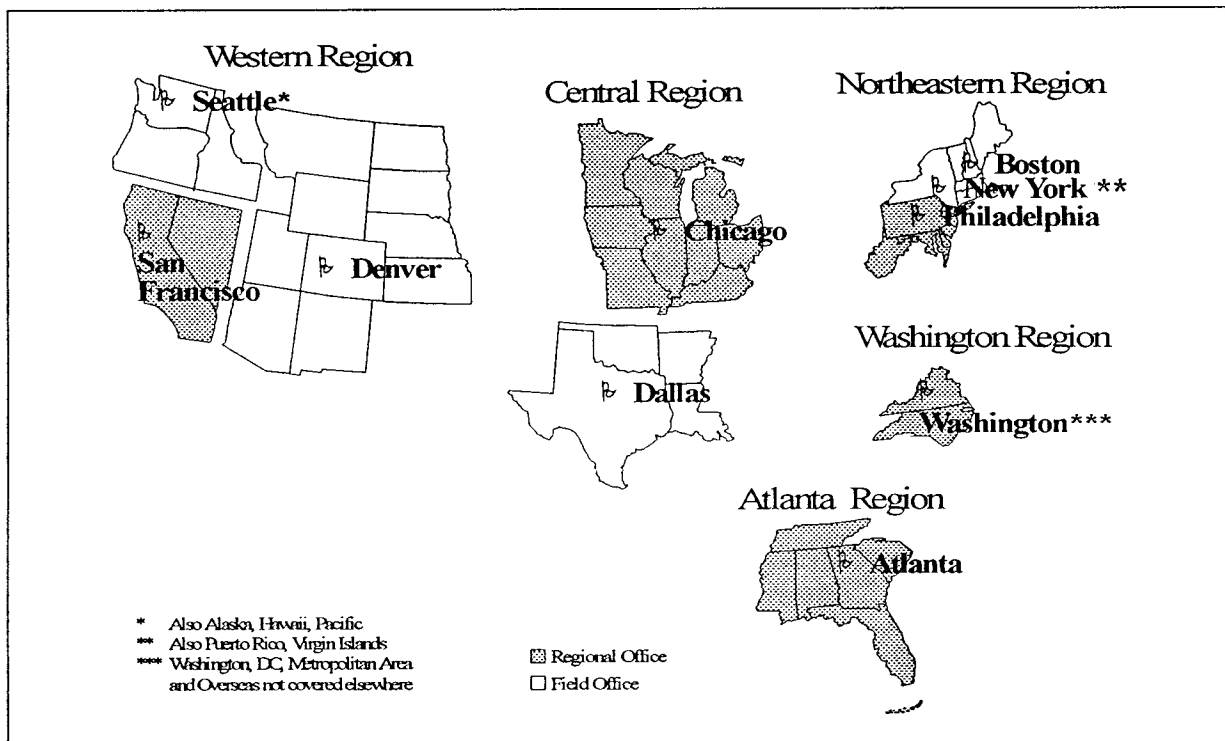 Western Region
Seattle*
San
Francisco
Denver
Central Region
Chicago
Dallas
Northeastern Region
Boston
New York **
Philadelphia
Washington Region
Washington***
Atlanta Region
Atlanta
* Also Alaska, Hawaii, Pacific
** Also Puerto Rico, Virgin Islands
*** Washington, DC, Metropolitan Area
and Overseas not covered elsewhere
Regional Office
Field Office